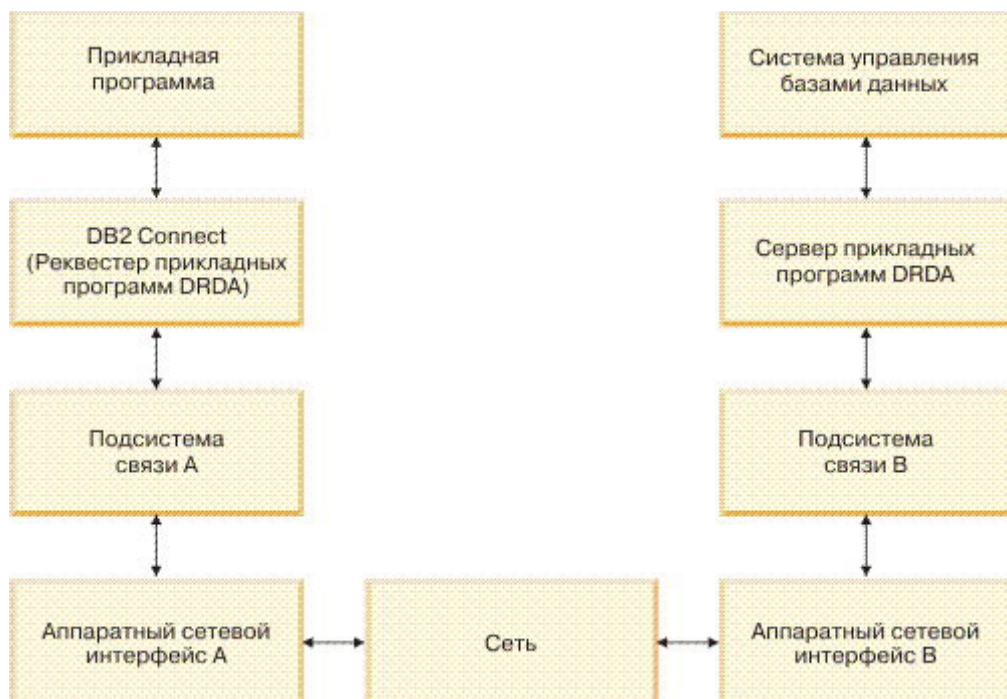 Прикладная
программа
Система управления
базами данных
DB2 Connect
(Реквестер прикладных
программ DRDA)
Сервер прикладных
программ DRDA
Подсистема
связи A
Подсистема
связи B
Аппаратный сетевой
интерфейс A
Сеть
Аппаратный сетевой
интерфейс B